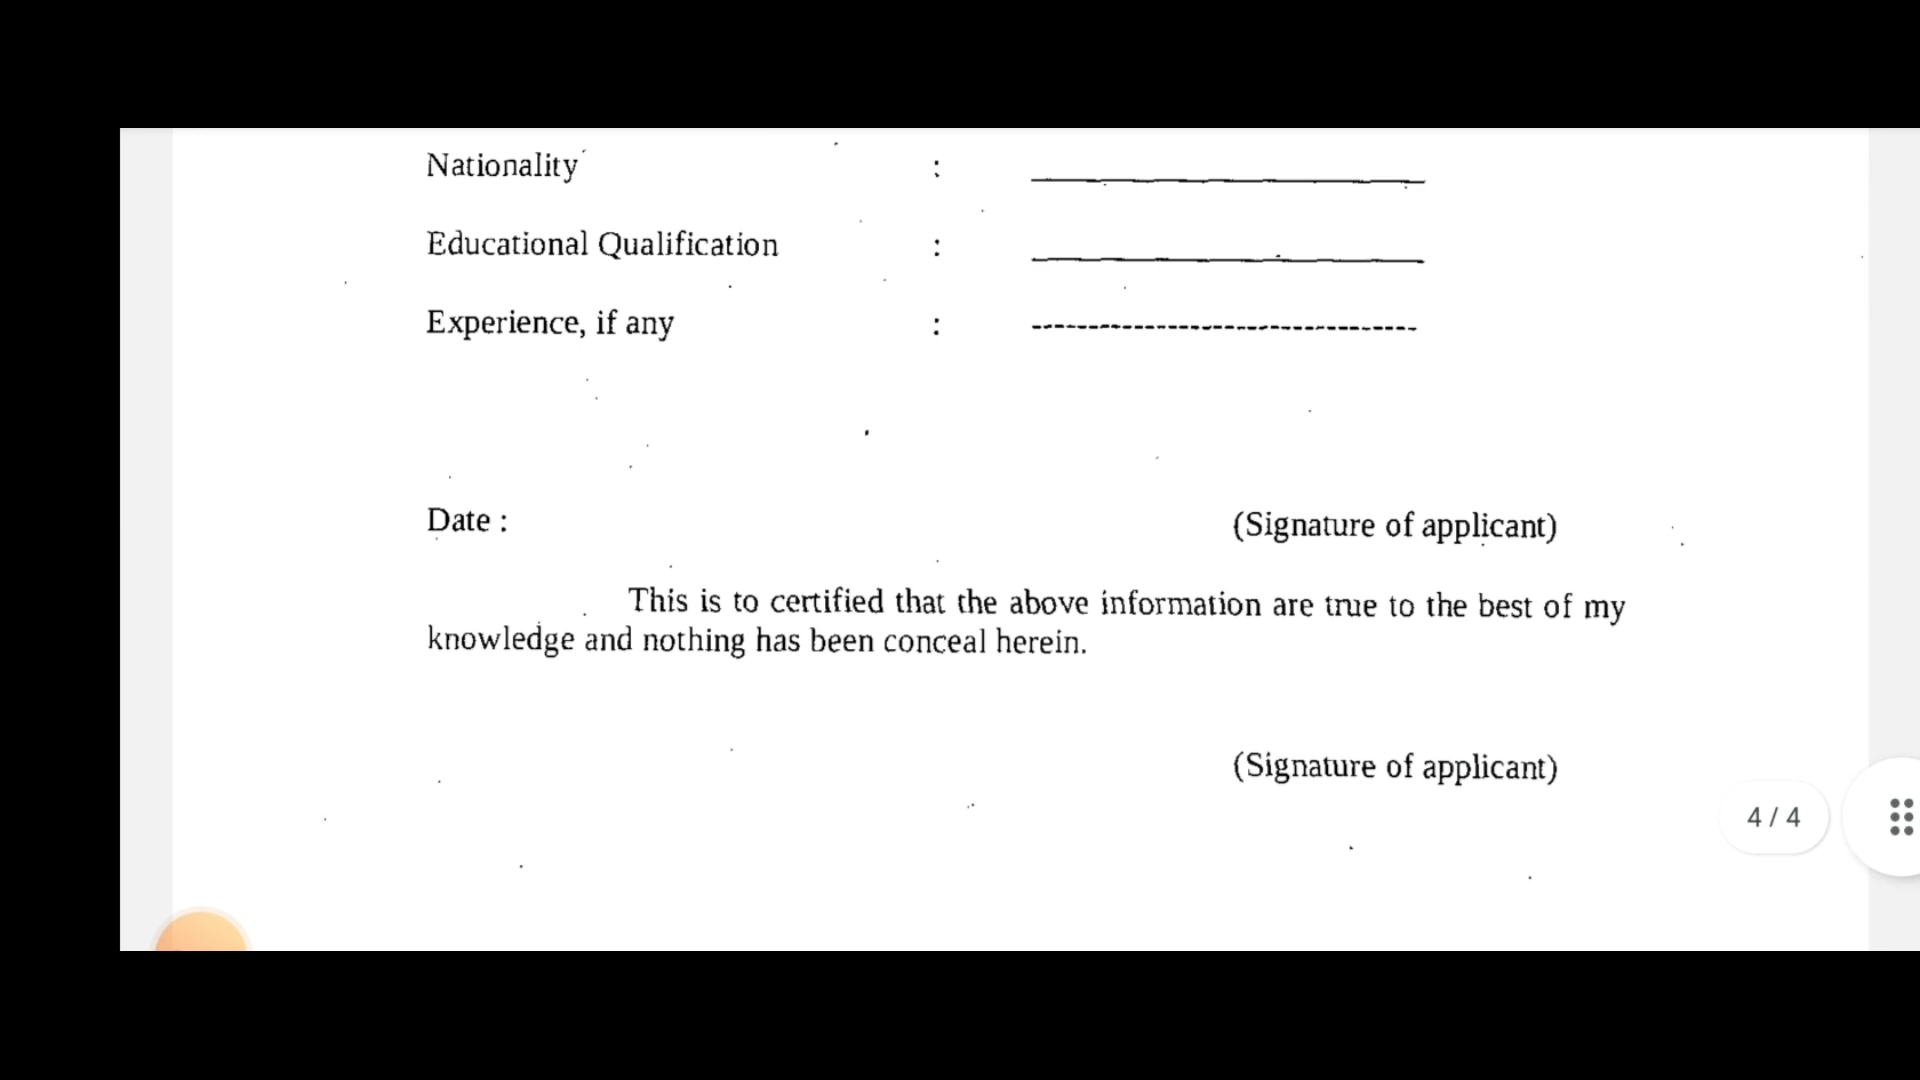 Nationality :
Educational Qualification :
Experience, if any :
Date : (Signature of applicant)
This is to certified that the above information are true to the best of my
knowledge and nothing has been conceal herein.
(Signature of applicant)
4 / 4